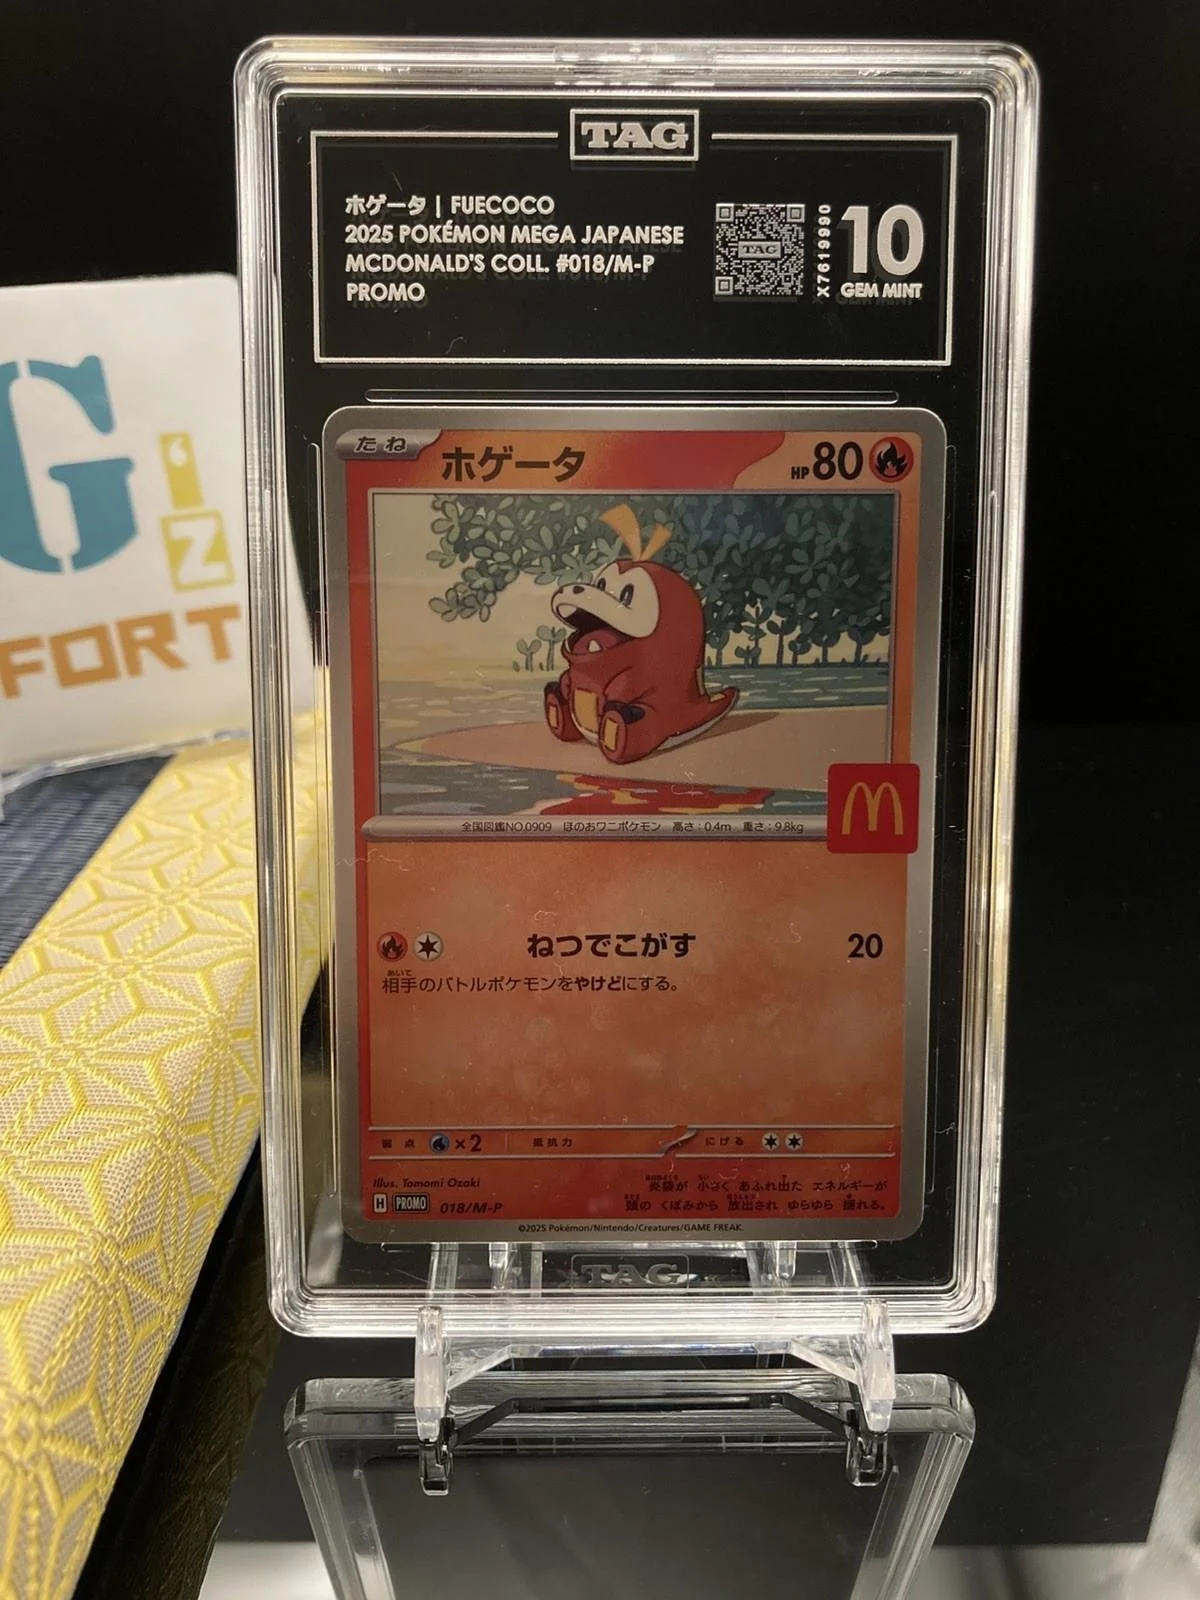 TAG
ホゲータ | FUECOCO
2025 POKÉMON MEGA JAPANESE
MCDONALD'S COLL. #018/M-P
PROMO
TAG
X7619990
10
GEM MINT
G
FORT
たね
ホゲータ
HP 80
全国図鑑NO.0909 ほのおワニポケモン 高さ:0.4m 重さ:9.8kg
ねつでこがす 20
相手のバトルポケモンをやけどにする。
あいて
弱点 ×2 抵抗力 にげる
Illus. Tomomi Ozaki
H PROMO 018/M-P
炎袋が 小さく あふれ出た エネルギーが
頭の くぼみから 放出され ゆらゆら 揺れる。
©2025 Pokémon/Nintendo/Creatures/GAME FREAK.
TAG